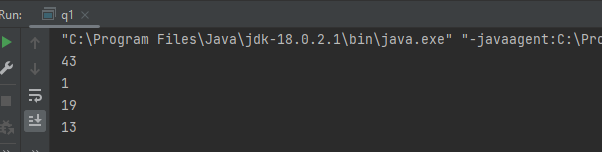 Run: q1
"C:\Program Files\Java\jdk-18.0.2.1\bin\java.exe" "-javaagent:C:\Pro
43
1
19
13